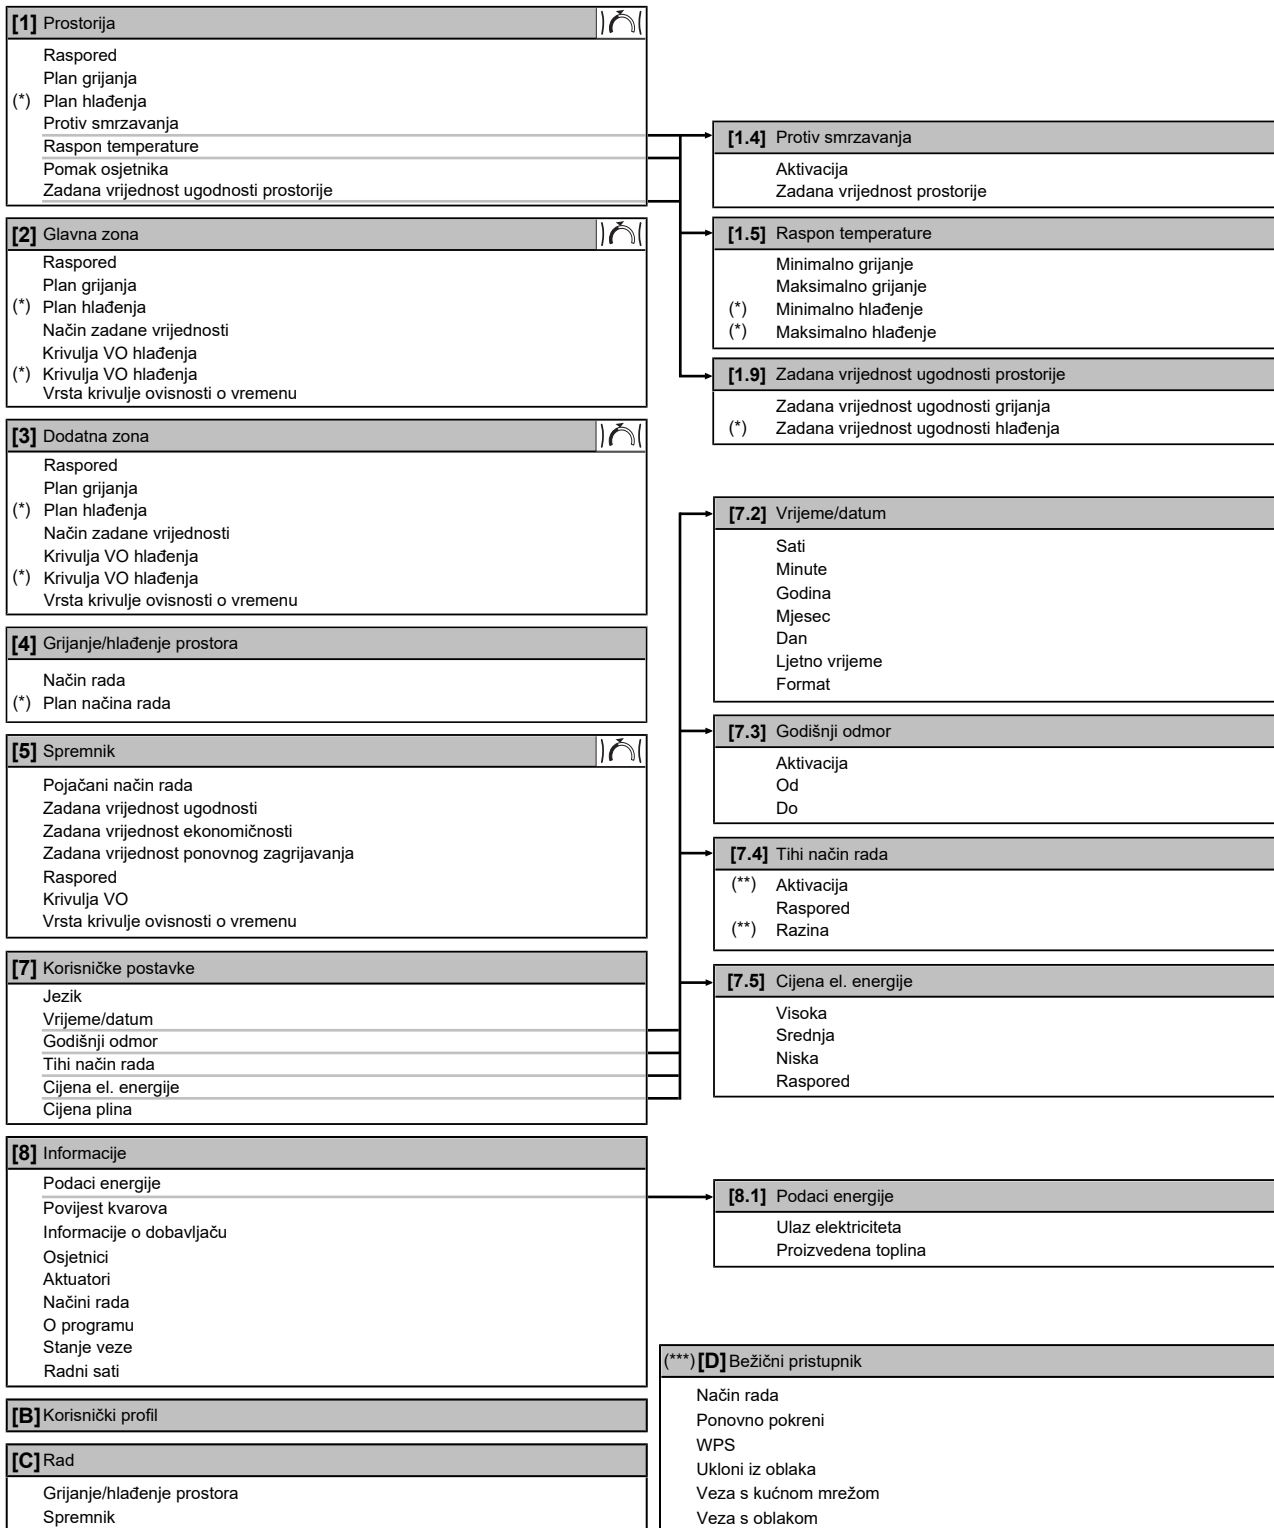 [1] Prostorija
Raspored
Plan grijanja
(*) Plan hlađenja
Protiv smrzavanja
Raspon temperature
Pomak osjetnika
Zadana vrijednost ugodnosti prostorije
[2] Glavna zona
Raspored
Plan grijanja
(*) Plan hlađenja
Način zadane vrijednosti
Krivulja VO hlađenja
(*) Krivulja VO hlađenja
Vrsta krivulje ovisnosti o vremenu
[3] Dodatna zona
Raspored
Plan grijanja
(*) Plan hlađenja
Način zadane vrijednosti
Krivulja VO hlađenja
(*) Krivulja VO hlađenja
Vrsta krivulje ovisnosti o vremenu
[4] Grijanje/hlađenje prostora
Način rada
(*) Plan načina rada
[5] Spremnik
Pojačani način rada
Zadana vrijednost ugodnosti
Zadana vrijednost ekonomičnosti
Zadana vrijednost ponovnog zagrijavanja
Raspored
Krivulja VO
Vrsta krivulje ovisnosti o vremenu
[7] Korisničke postavke
Jezik
Vrijeme/datum
Godišnji odmor
Tihi način rada
Cijena el. energije
Cijena plina
[8] Informacije
Podaci energije
Povijest kvarova
Informacije o dobavljaču
Osjetnici
Aktuatori
Načini rada
O programu
Stanje veze
Radni sati
[B] Korisnički profil
[C] Rad
Grijanje/hlađenje prostora
Spremnik
[1.4] Protiv smrzavanja
Aktivacija
Zadana vrijednost prostorije
[1.5] Raspon temperature
Minimalno grijanje
Maksimalno grijanje
(*) Minimalno hlađenje
(*) Maksimalno hlađenje
[1.9] Zadana vrijednost ugodnosti prostorije
Zadana vrijednost ugodnosti grijanja
(*) Zadana vrijednost ugodnosti hlađenja
[7.2] Vrijeme/datum
Sati
Minute
Godina
Mjesec
Dan
Ljetno vrijeme
Format
[7.3] Godišnji odmor
Aktivacija
Od
Do
[7.4] Tihi način rada
(**) Aktivacija
Raspored
(**) Razina
[7.5] Cijena el. energije
Visoka
Srednja
Niska
Raspored
[8.1] Podaci energije
Ulaz elektriciteta
Proizvedena toplina
(***) [D] Bežični pristupnik
Način rada
Ponovno pokreni
WPS
Ukloni iz oblaka
Veza s kućnom mrežom
Veza s oblakom